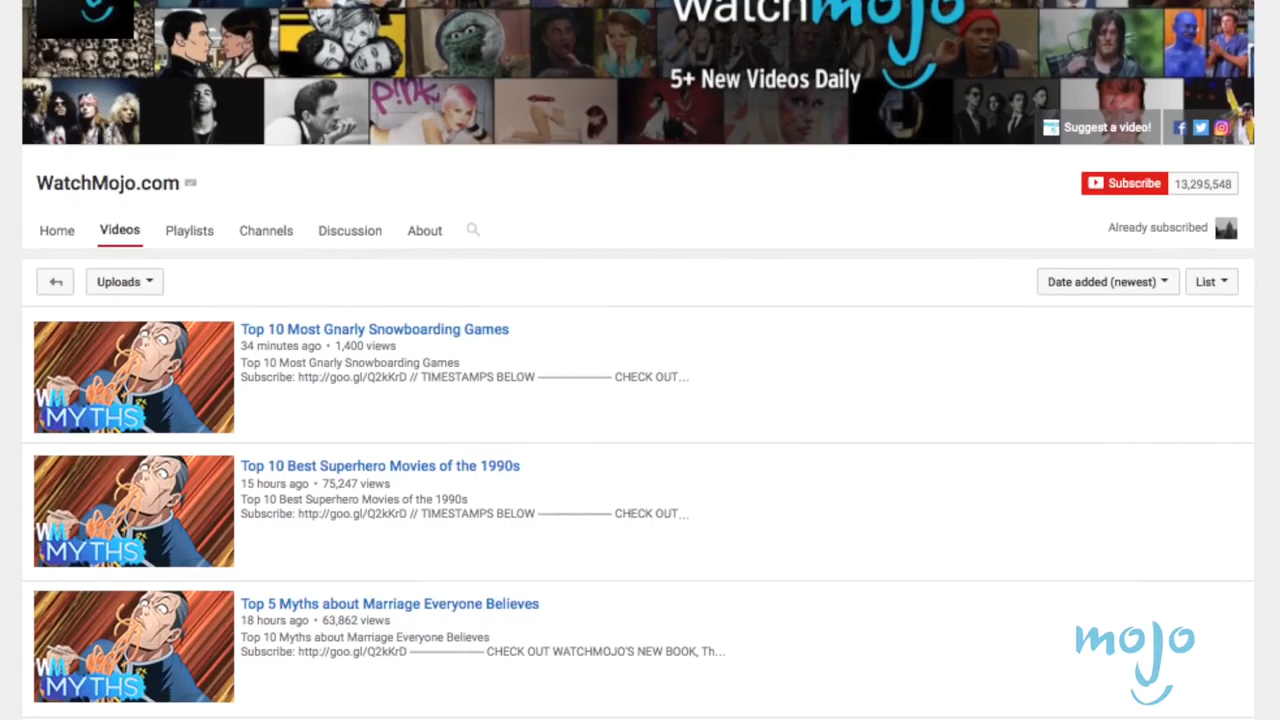 watchmojo
5+ New Videos Daily
P!nk
Suggest a video!
WatchMojo.com
Subscribe 13,295,548
Home Videos Playlists Channels Discussion About
Already subscribed
Uploads
Date added (newest) List
Top 10 Most Gnarly Snowboarding Games
34 minutes ago • 1,400 views
Top 10 Most Gnarly Snowboarding Games
Subscribe: http://goo.gl/Q2kKrD // TIMESTAMPS BELOW ———————— CHECK OUT...
WM
MYTHS
Top 10 Best Superhero Movies of the 1990s
15 hours ago • 75,247 views
Top 10 Best Superhero Movies of the 1990s
Subscribe: http://goo.gl/Q2kKrD // TIMESTAMPS BELOW ———————— CHECK OUT...
WM
MYTHS
Top 5 Myths about Marriage Everyone Believes
18 hours ago • 63,862 views
Top 10 Myths about Marriage Everyone Believes
Subscribe: http://goo.gl/Q2kKrD ———————— CHECK OUT WATCHMOJO'S NEW BOOK, Th...
WM
MYTHS
mojo